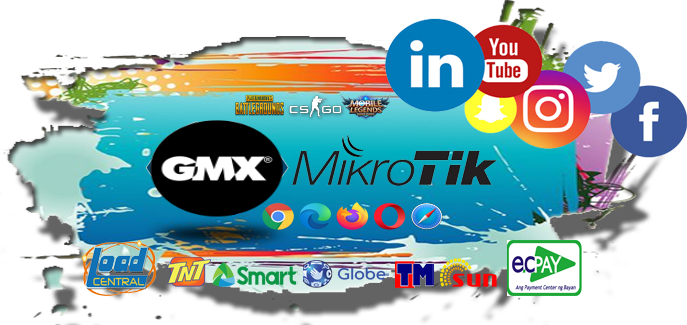 in
You
Tube
BATTLEGROUNDS
CS GO
MOBILE
LEGENDS
GMX®
MikroTik
Load
CENTRAL
TNT
Smart
Globe
TM
sun
ECPAY
Ang Payment Center ng Bayan
f